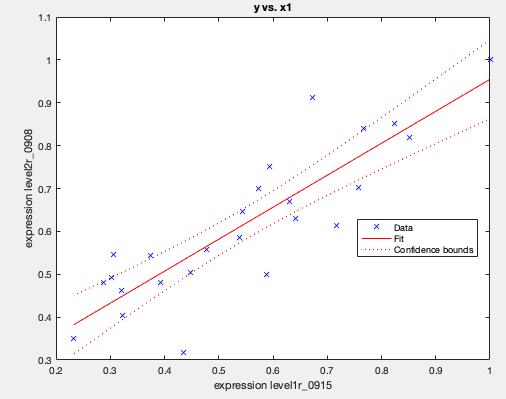 y vs. x1
1.1
1
0.9
0.8
0.7
0.6
0.5
0.4
0.3
expression level2r_0908
Data
Fit
Confidence bounds
0.2 0.3 0.4 0.5 0.6 0.7 0.8 0.9 1
expression level1r_0915